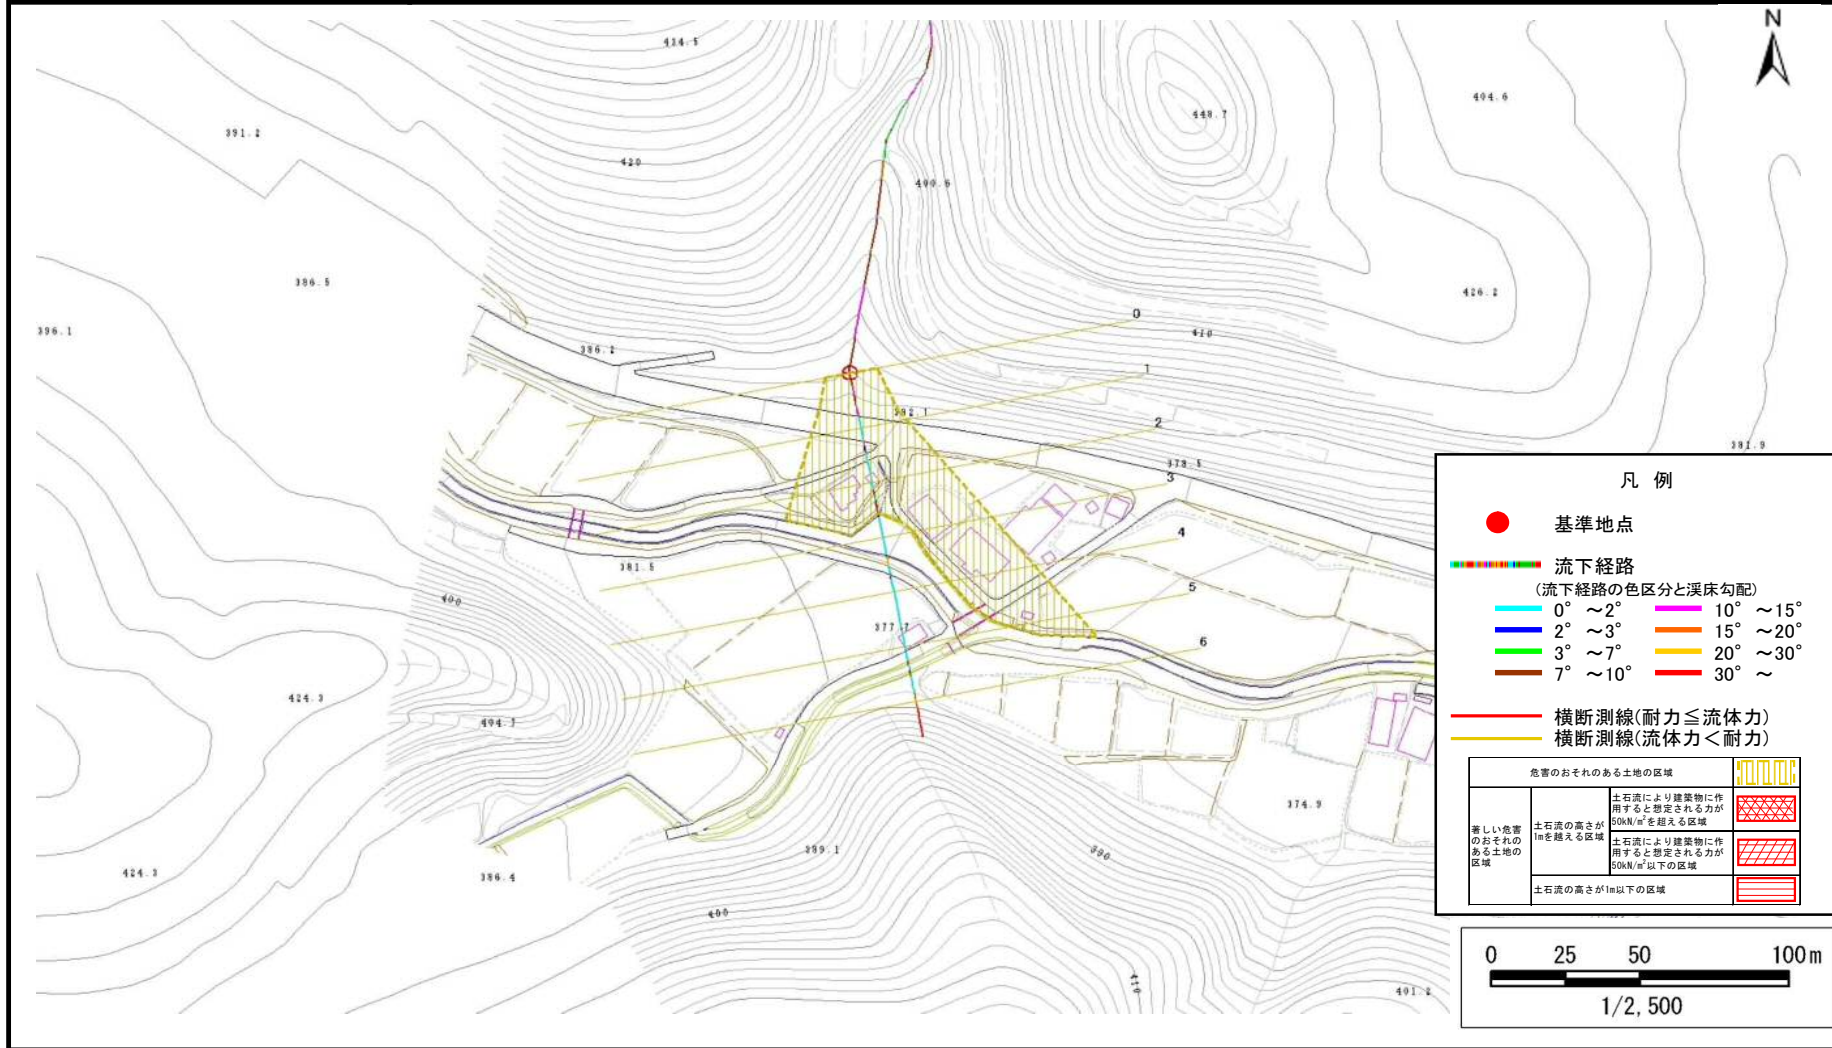 N
434.5
404.6
448.7
391.2
420
400.6
386.5
426.2
0
396.1
410
386.2
1
392.1
2
381.9
378.5
3
4
381.5
5
400
377.7
6
424.3
404.7
374.9
389.1
390
424.3
386.4
400
410
401.2
凡 例
基準地点
流下経路
(流下経路の色区分と渓床勾配)
0° ～2° 10° ～15°
2° ～3° 15° ～20°
3° ～7° 20° ～30°
7° ～10° 30° ～
横断測線(耐力≦流体力)
横断測線(流体力＜耐力)
危害のおそれのある土地の区域
著しい危害
のおそれの
ある土地の
区域
土石流の高さが
1mを越える区域
土石流により建築物に作
用すると想定される力が
50kN/m²を超える区域
土石流により建築物に作
用すると想定される力が
50kN/m²以下の区域
土石流の高さが1m以下の区域
0 25 50 100m
1/2,500